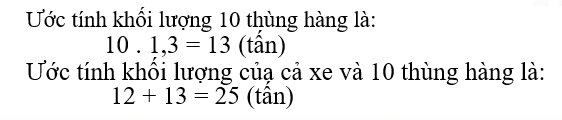 Ước tính khối lượng 10 thùng hàng là:
10 . 1,3 = 13 (tấn)
Ước tính khối lượng của cả xe và 10 thùng hàng là:
12 + 13 = 25 (tấn)